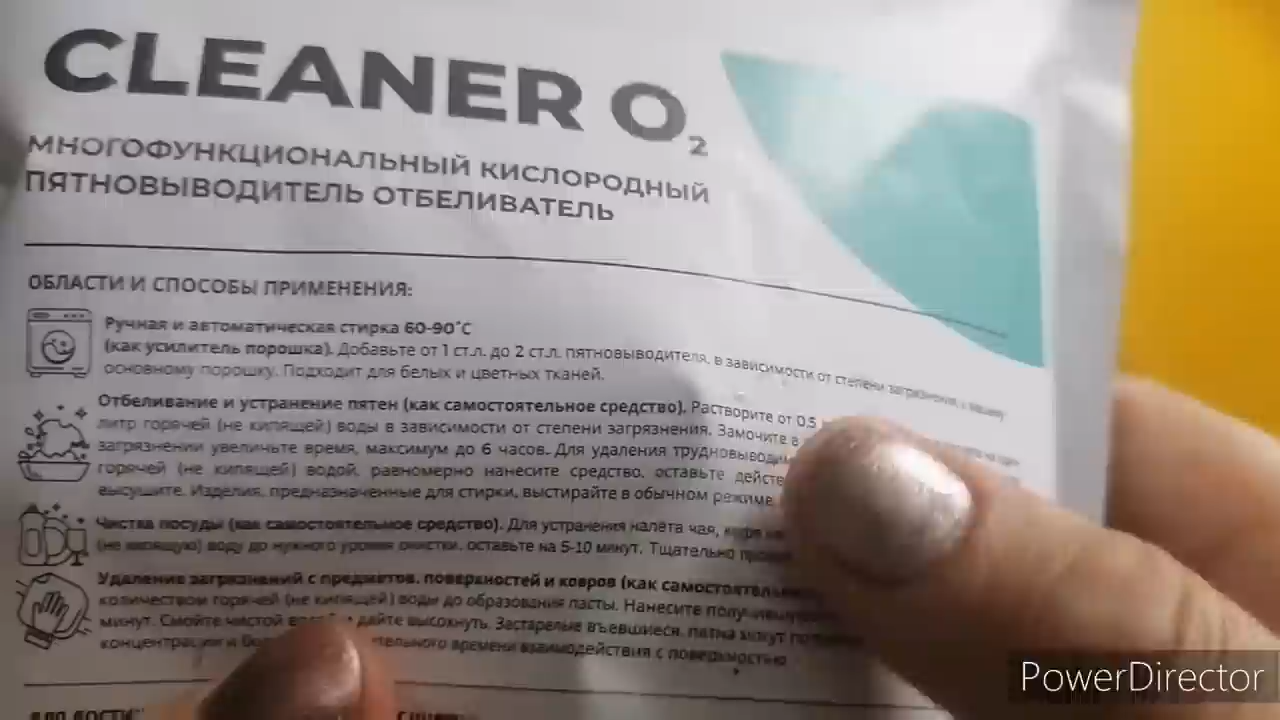 CLEANER O₂
МНОГОФУНКЦИОНАЛЬНЫЙ КИСЛОРОДНЫЙ
ПЯТНОВЫВОДИТЕЛЬ ОТБЕЛИВАТЕЛЬ
ОБЛАСТИ И СПОСОБЫ ПРИМЕНЕНИЯ:
Ручная и автоматическая стирка 60-90°С
(как усилитель порошка). Добавьте от 1 ст.л. до 2 ст.л. пятновыводителя, в зависимости от степени загрязнения, к вашему
основному порошку. Подходит для белых и цветных тканей.
Отбеливание и устранение пятен (как самостоятельное средство). Растворите от 0,5
литр горячей (не кипящей) воды в зависимости от степени загрязнения. Замочите в
загрязнении увеличьте время, максимум до 6 часов. Для удаления
горячей (не кипящей) водой, равномерно нанесите средство, оставьте
высушите. Изделия, предназначенные для стирки, выстирайте в обычном режиме
Чистка посуды (как самостоятельное средство). Для устранения налёта чая, кофе
(не кипящую) воду до нужного уровня очистки, оставьте на 5-10 минут. Тщательно
Удаление загрязнений с предметов, поверхностей и ковров (как
количеством горячей (не кипящей) воды до образования пасты. Нанесите
минут. Смойте чистой дайте высохнуть. Застарелые въевшиеся, пятна могут
концентрации и времени взаимодействия с поверхностью
PowerDirector